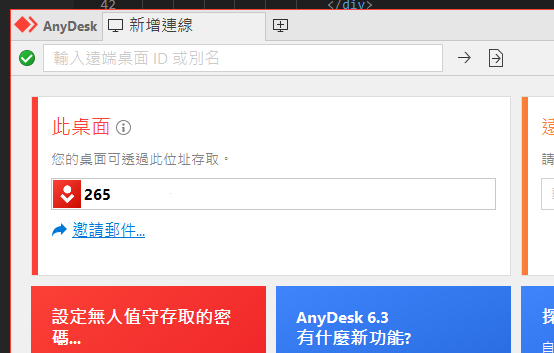 42
</div>
AnyDesk
新增連線
輸入遠端桌面 ID 或別名
此桌面
您的桌面可透過此位址存取。
265
邀請郵件...
設定無人值守存取的密
碼...
AnyDesk 6.3
有什麼新功能?